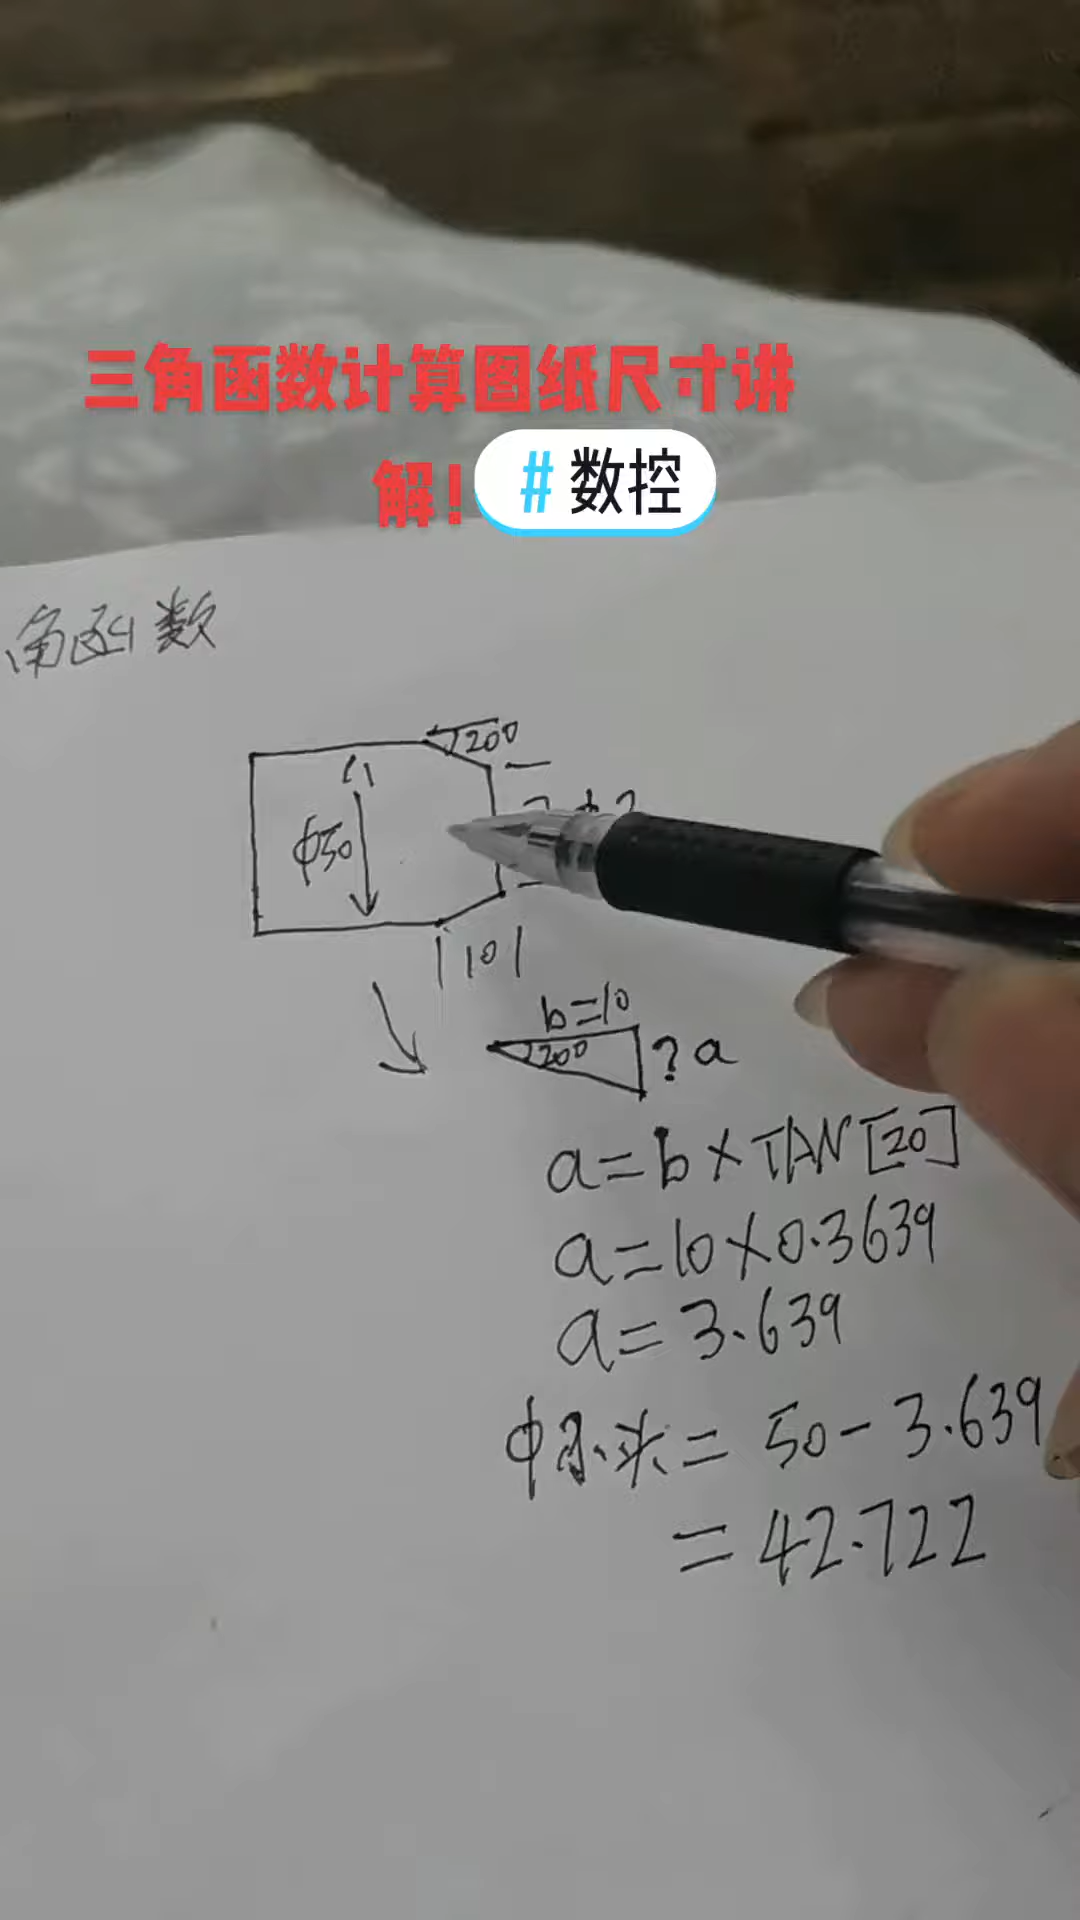 三角函数计算图纸尺寸讲
解！ #数控
角函数
20°
φ50
10
b=10
20°
?a
a=b×TAN[20]
a=10×0.3639
a=3.639
φ小头=50-3.639
=42.722